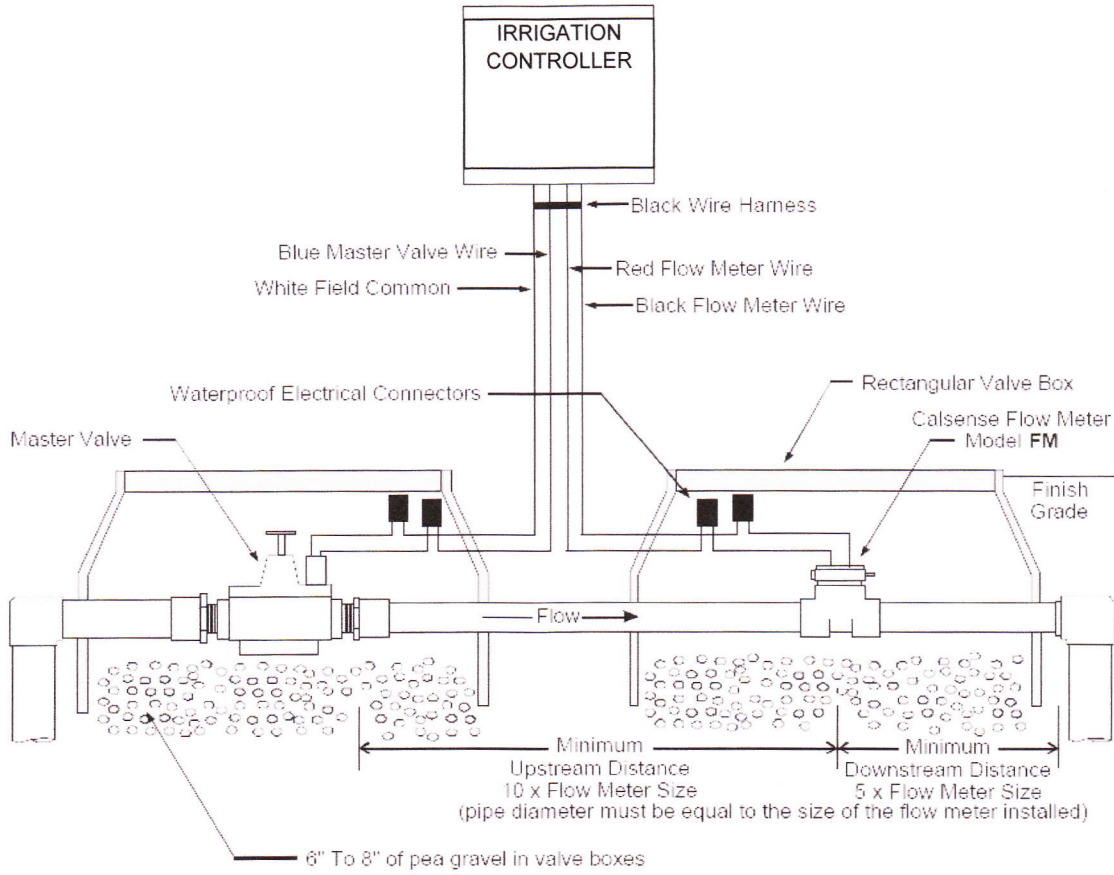 IRRIGATION
CONTROLLER
Black Wire Harness
Blue Master Valve Wire
Red Flow Meter Wire
White Field Common
Black Flow Meter Wire
Waterproof Electrical Connectors
Rectangular Valve Box
Calsense Flow Meter
Model FM
Master Valve
Finish
Grade
Flow
Minimum
Upstream Distance
10 x Flow Meter Size
Minimum
Downstream Distance
5 x Flow Meter Size
(pipe diameter must be equal to the size of the flow meter installed)
6" To 8" of pea gravel in valve boxes